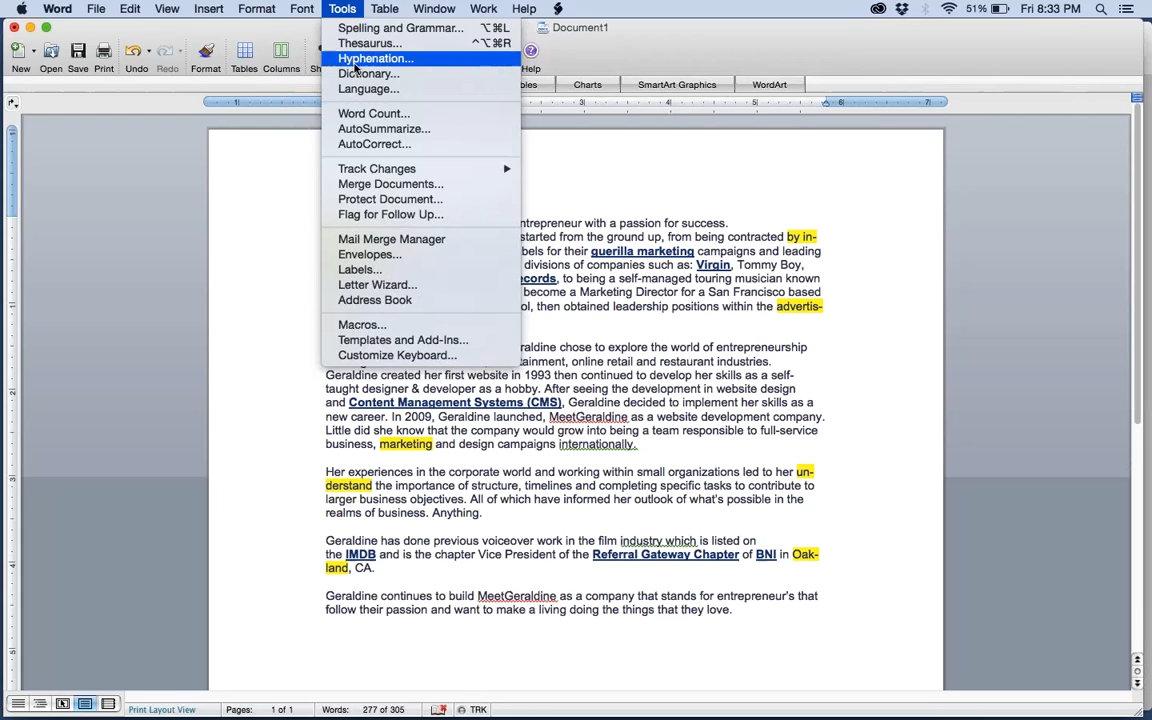 Word File Edit View Insert Format Font Tools Table Window Work Help 51% Fri 8:33 PM
Document1
New Open Save Print Undo Redo Format Tables Columns Help
Charts SmartArt Graphics WordArt
Spelling and Grammar... ⌥⌘L
Thesaurus... ^⌥⌘R
Hyphenation...
Dictionary...
Language...
Word Count...
AutoSummarize...
AutoCorrect...
Track Changes
Merge Documents...
Protect Document...
Flag for Follow Up...
Mail Merge Manager
Envelopes...
Labels...
Letter Wizard...
Address Book
Macros...
Templates and Add-Ins...
Customize Keyboard...
1 3 4 5 6 7
ntrepreneur with a passion for success.
started from the ground up, from being contracted by in-
bels for their guerilla marketing campaigns and leading
divisions of companies such as: Virgin, Tommy Boy,
ecords, to being a self-managed touring musician known
become a Marketing Director for a San Francisco based
ol, then obtained leadership positions within the advertis-
raldine chose to explore the world of entrepreneurship
tainment, online retail and restaurant industries.
Geraldine created her first website in 1993 then continued to develop her skills as a self-
taught designer & developer as a hobby. After seeing the development in website design
and Content Management Systems (CMS), Geraldine decided to implement her skills as a
new career. In 2009, Geraldine launched, MeetGeraldine as a website development company.
Little did she know that the company would grow into being a team responsible to full-service
business, marketing and design campaigns internationally.
Her experiences in the corporate world and working within small organizations led to her un-
derstand the importance of structure, timelines and completing specific tasks to contribute to
larger business objectives. All of which have informed her outlook of what's possible in the
realms of business. Anything.
Geraldine has done previous voiceover work in the film industry which is listed on
the IMDB and is the chapter Vice President of the Referral Gateway Chapter of BNI in Oak-
land, CA.
Geraldine continues to build MeetGeraldine as a company that stands for entrepreneur's that
follow their passion and want to make a living doing the things that they love.
Print Layout View Pages: 1 of 1 Words: 277 of 305 TRK